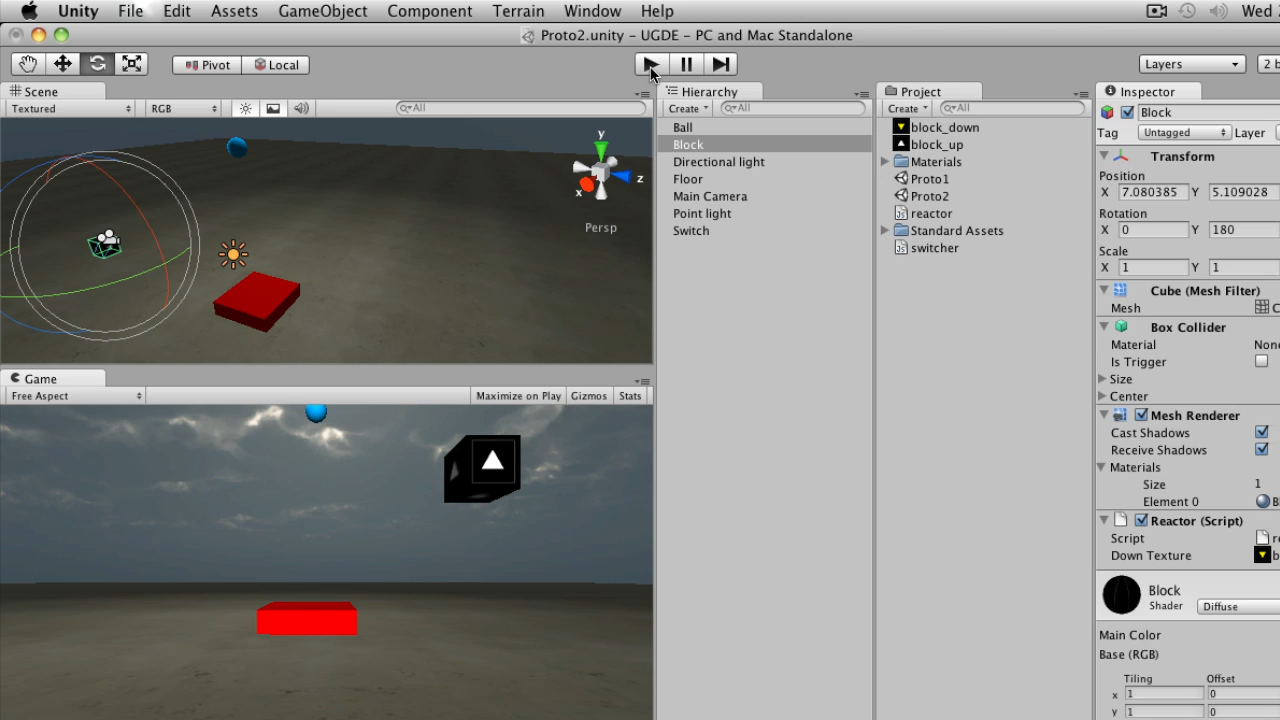 Unity File Edit Assets GameObject Component Terrain Window Help Wed
Proto2.unity – UGDE – PC and Mac Standalone
Pivot Local Layers 2 b
Scene Hierarchy Project Inspector
Textured RGB All Create All Create All Block
Tag Untagged Layer
Ball
Block
Directional light
Floor
Main Camera
Point light
Switch
block_down
block_up
Materials
Proto1
Proto2
reactor
Standard Assets
switcher
y
x
z
Persp
Transform
Position
X 7.080385 Y 5.109028
Rotation
X 0 Y 180
Scale
X 1 Y 1
Cube (Mesh Filter)
Mesh C
Box Collider
Material None
Is Trigger
Size
Center
Mesh Renderer
Cast Shadows
Receive Shadows
Materials
Size 1
Element 0 B
Reactor (Script)
Script re
Down Texture b
Block
Shader Diffuse
Main Color
Base (RGB)
Tiling Offset
x 1 0
y 1 0
Game
Free Aspect Maximize on Play Gizmos Stats